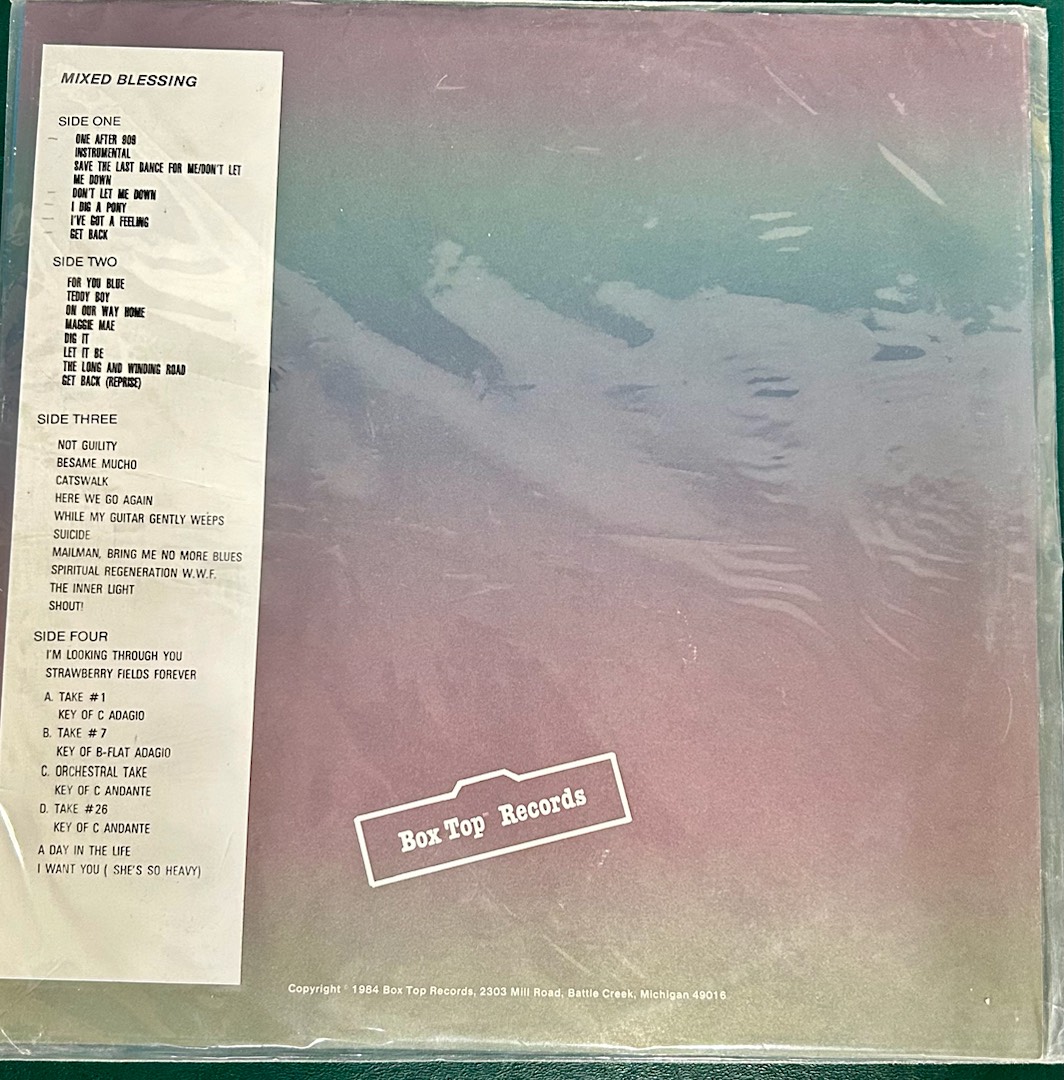 MIXED BLESSING
SIDE ONE
ONE AFTER 909
INSTRUMENTAL
SAVE THE LAST DANCE FOR ME/DON'T LET
ME DOWN
DON'T LET ME DOWN
I DIG A PONY
I'VE GOT A FEELING
GET BACK
SIDE TWO
FOR YOU BLUE
TEDDY BOY
ON OUR WAY HOME
MAGGIE MAE
DIG IT
LET IT BE
THE LONG AND WINDING ROAD
GET BACK (REPRISE)
SIDE THREE
NOT GUILITY
BESAME MUCHO
CATSWALK
HERE WE GO AGAIN
WHILE MY GUITAR GENTLY WEEPS
SUICIDE
MAILMAN, BRING ME NO MORE BLUES
SPIRITUAL REGENERATION W.W.F.
THE INNER LIGHT
SHOUT!
SIDE FOUR
I'M LOOKING THROUGH YOU
STRAWBERRY FIELDS FOREVER
A. TAKE #1
KEY OF C ADAGIO
B. TAKE #7
KEY OF B-FLAT ADAGIO
C. ORCHESTRAL TAKE
KEY OF C ANDANTE
D. TAKE #26
KEY OF C ANDANTE
A DAY IN THE LIFE
I WANT YOU ( SHE'S SO HEAVY)
Box Top™ Records
Copyright © 1984 Box Top Records, 2303 Mill Road, Battle Creek, Michigan 49016